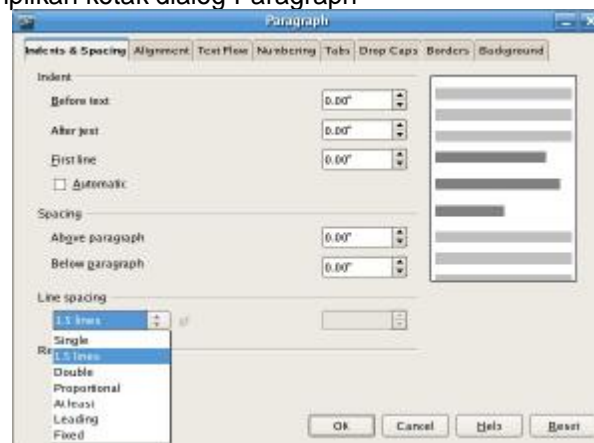 plikan kotak dialog Paragraph
Paragraph
Indents & Spacing Alignment Text Flow Numbering Tabs Drop Caps Borders Background
Indent
Before text 0.00"
After text 0.00"
First line 0.00"
Automatic
Spacing
Above paragraph 0.00"
Below paragraph 0.00"
Line spacing
1.5 lines of
Single
Re 1.5 lines
Double
Proportional
At least
Leading
Fixed
OK Cancel Help Reset